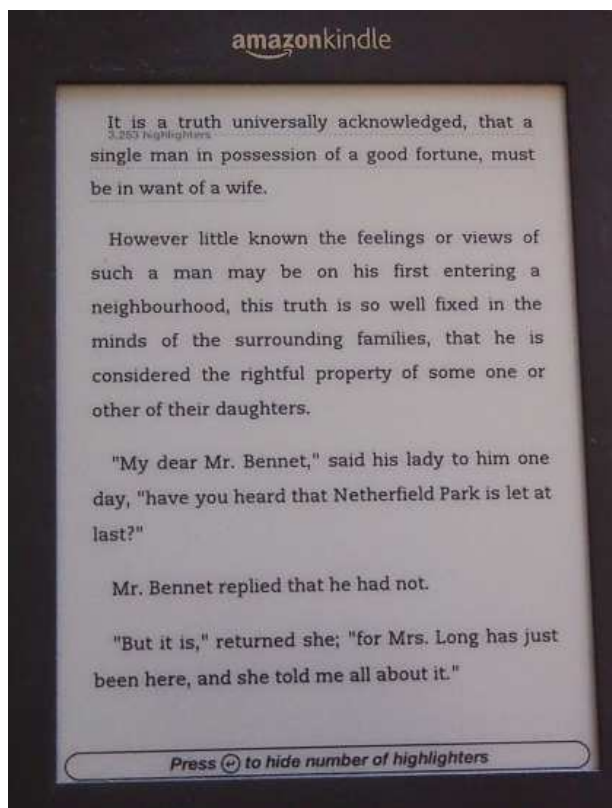 amazonkindle
It is a truth universally acknowledged, that a
3,253 highlighters
single man in possession of a good fortune, must
be in want of a wife.
However little known the feelings or views of
such a man may be on his first entering a
neighbourhood, this truth is so well fixed in the
minds of the surrounding families, that he is
considered the rightful property of some one or
other of their daughters.
"My dear Mr. Bennet," said his lady to him one
day, "have you heard that Netherfield Park is let at
last?"
Mr. Bennet replied that he had not.
"But it is," returned she; "for Mrs. Long has just
been here, and she told me all about it."
Press ↵ to hide number of highlighters